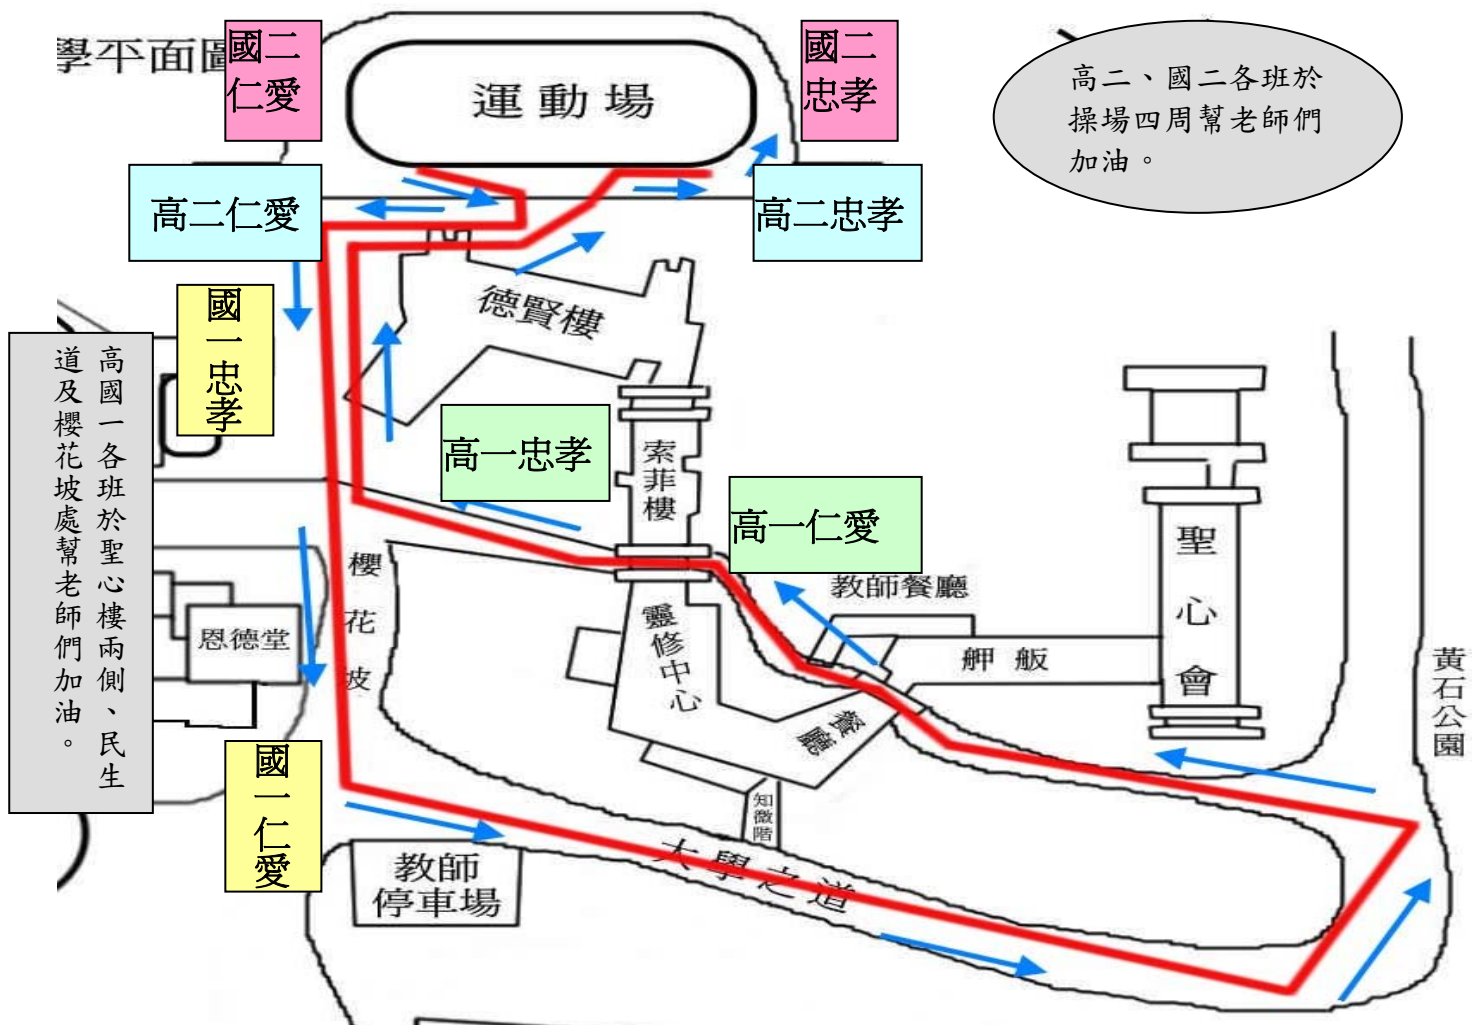 學平面圖
國二
仁愛
運動場
國二
忠孝
高二、國二各班於
操場四周幫老師們
加油。
高二仁愛
高二忠孝
國一忠孝
德賢樓
高國一各班於聖心樓兩側、民生
道及櫻花坡處幫老師們加油。
高一忠孝
索菲樓
高一仁愛
聖心會
櫻花坡
教師餐廳
恩德堂
靈修中心
舺舨
黃石公園
餐廳
國一仁愛
知微階
大學之道
教師
停車場